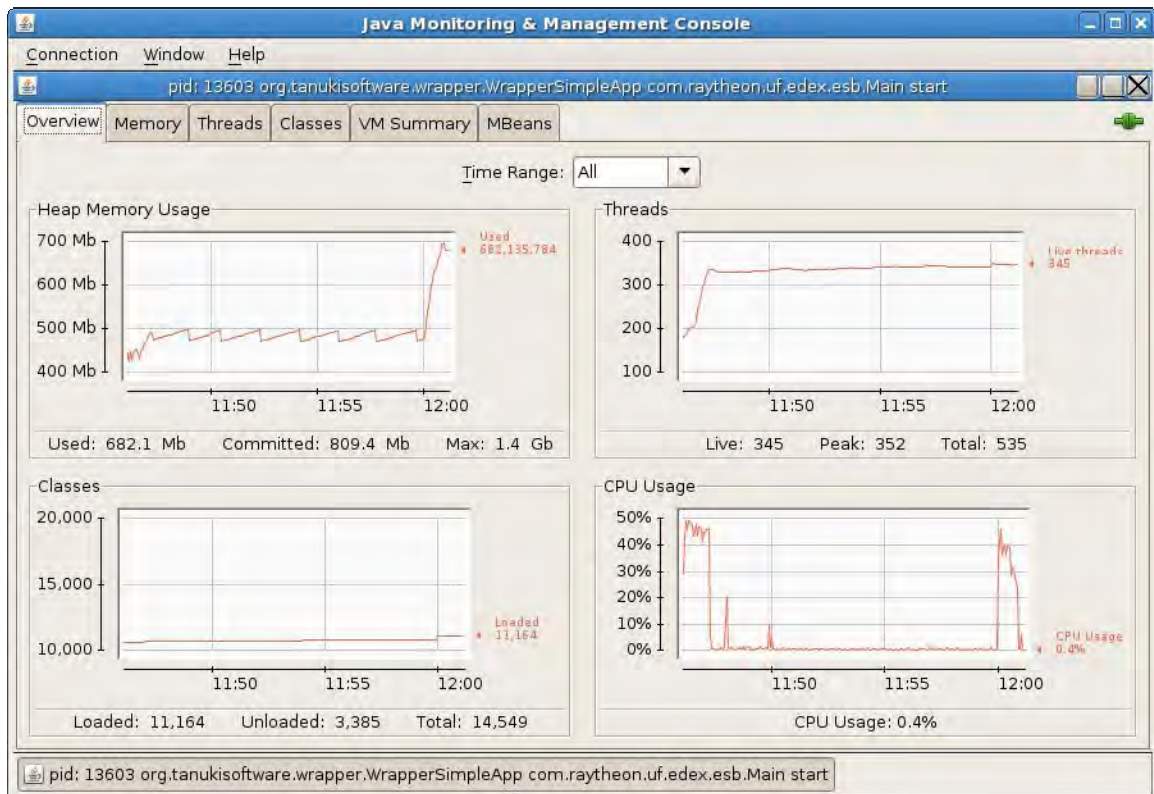 Java Monitoring & Management Console
Connection Window Help
pid: 13603 org.tanukisoftware.wrapper.WrapperSimpleApp com.raytheon.uf.edex.esb.Main start
Overview Memory Threads Classes VM Summary MBeans
Time Range: All
Heap Memory Usage
700 Mb
600 Mb
500 Mb
400 Mb
Used
682,135,784
11:50 11:55 12:00
Used: 682.1 Mb Committed: 809.4 Mb Max: 1.4 Gb
Threads
400
300
200
100
Live threads
345
11:50 11:55 12:00
Live: 345 Peak: 352 Total: 535
Classes
20,000
15,000
10,000
Loaded
11,164
11:50 11:55 12:00
Loaded: 11,164 Unloaded: 3,385 Total: 14,549
CPU Usage
50%
40%
30%
20%
10%
0%
CPU Usage
0.4%
11:50 11:55 12:00
CPU Usage: 0.4%
pid: 13603 org.tanukisoftware.wrapper.WrapperSimpleApp com.raytheon.uf.edex.esb.Main start